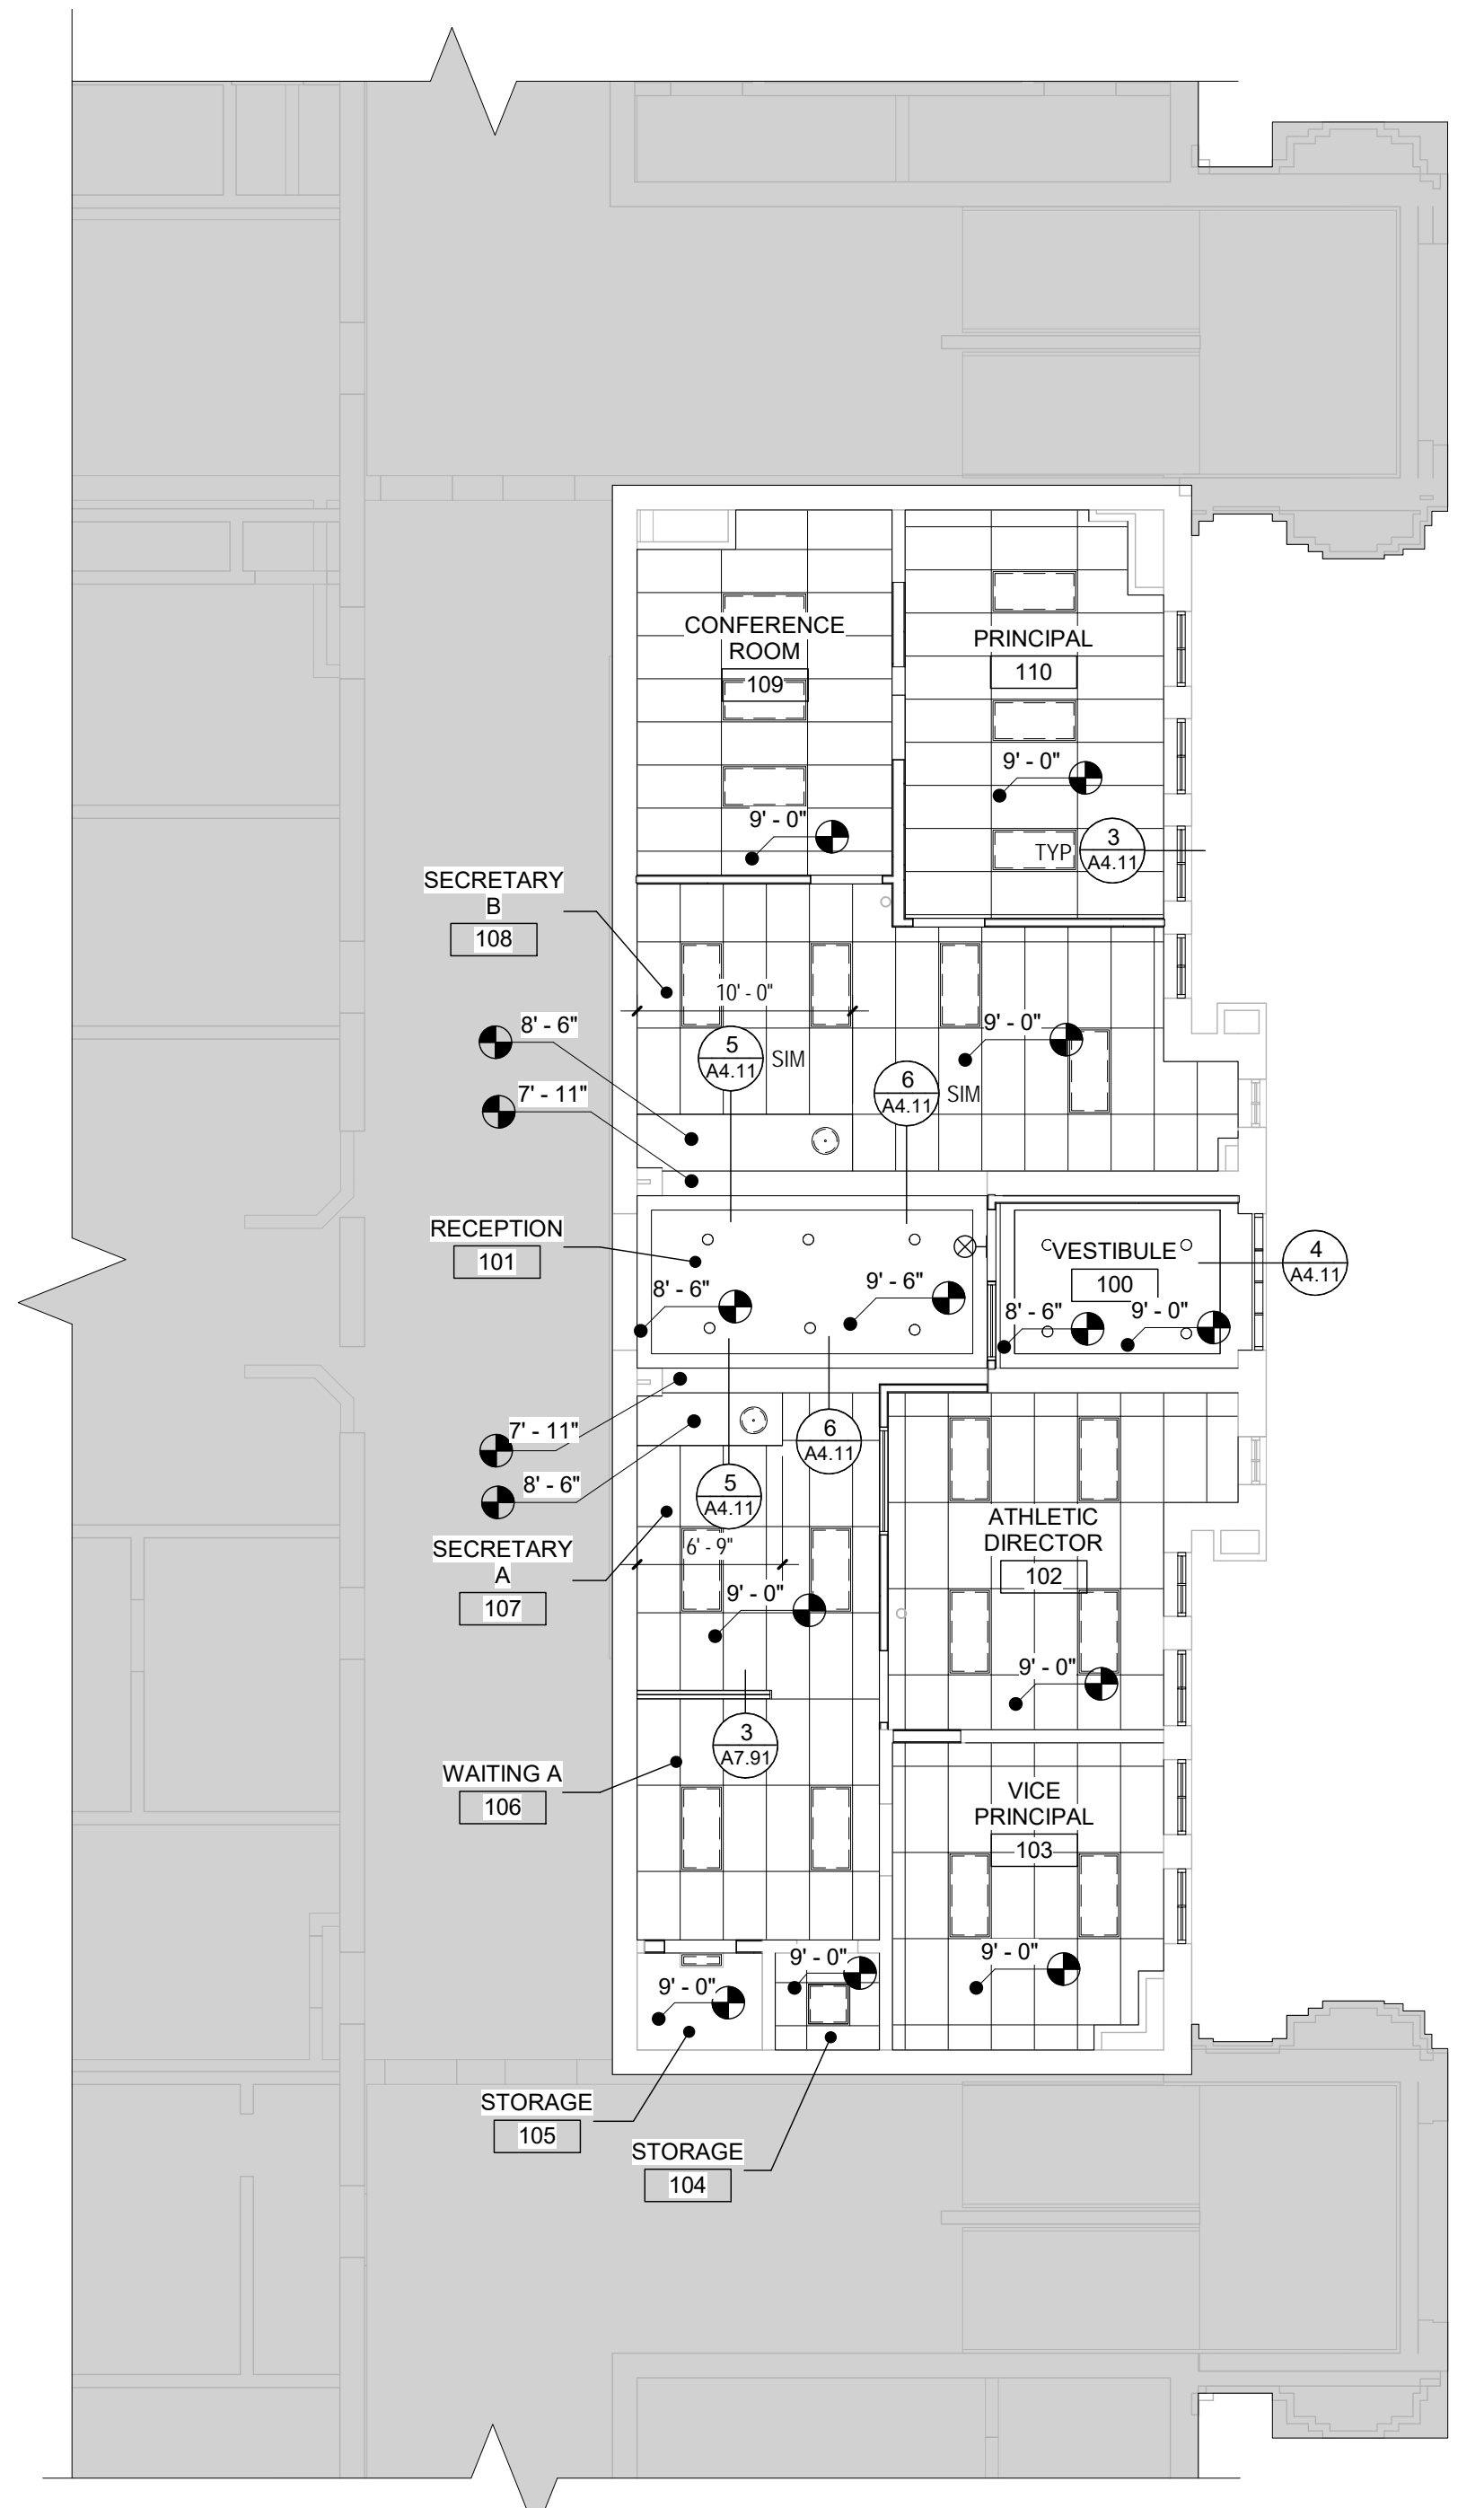 CONFERENCE
ROOM
109
PRINCIPAL
110
9' - 0"
9' - 0"
TYP
3
A4.11
SECRETARY
B
108
10' - 0"
8' - 6"
9' - 0"
5
A4.11
SIM
6
A4.11
SIM
7' - 11"
RECEPTION
101
VESTIBULE
100
4
A4.11
8' - 6"
9' - 6"
8' - 6"
9' - 0"
7' - 11"
6
A4.11
8' - 6"
5
A4.11
ATHLETIC
DIRECTOR
102
SECRETARY
A
107
6' - 9"
9' - 0"
9' - 0"
3
A7.91
WAITING A
106
VICE
PRINCIPAL
103
9' - 0"
9' - 0"
9' - 0"
STORAGE
105
STORAGE
104